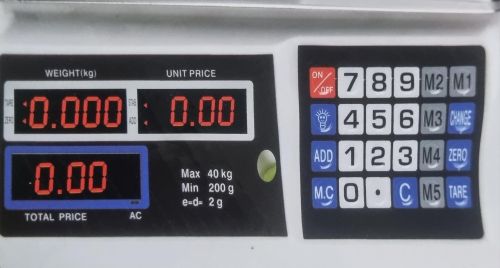 WEIGHT(kg) UNIT PRICE
TARE STAB
0.000 0.00
ZERO ADD
0.00
TOTAL PRICE AC
Max 40 kg
Min 200 g
e=d= 2 g
ON/OFF 7 8 9 M2 M1
4 5 6 M3 CHANGE
ADD 1 2 3 M4 ZERO
M.C 0 · C M5 TARE